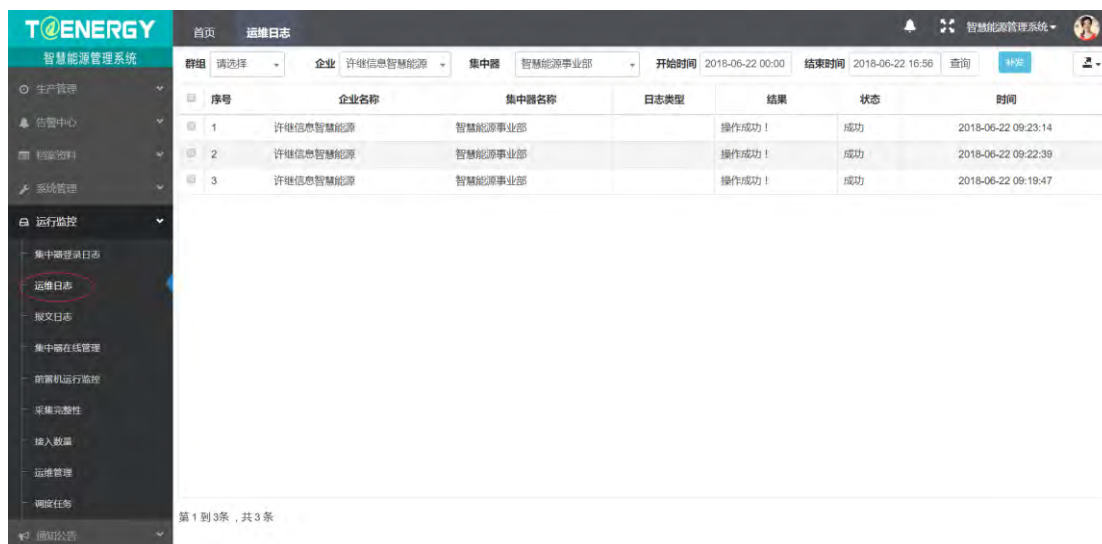 T@ENERGY
智慧能源管理系统
首页 运维日志 智慧能源管理系统
群组 请选择 企业 许继信息智慧能源 集中器 智慧能源事业部 开始时间 2018-06-22 00:00 结束时间 2018-06-22 16:56 查询 补发
序号 企业名称 集中器名称 日志类型 结果 状态 时间
1 许继信息智慧能源 智慧能源事业部 操作成功！ 成功 2018-06-22 09:23:14
2 许继信息智慧能源 智慧能源事业部 操作成功！ 成功 2018-06-22 09:22:39
3 许继信息智慧能源 智慧能源事业部 操作成功！ 成功 2018-06-22 09:19:47
生产管理
告警中心
档案资料
系统管理
运行监控
集中器登录日志
运维日志
报文日志
集中器在线管理
前置机运行监控
采集完整性
接入数量
运维管理
调度任务
通知公告
第 1 到 3条 ，共 3 条